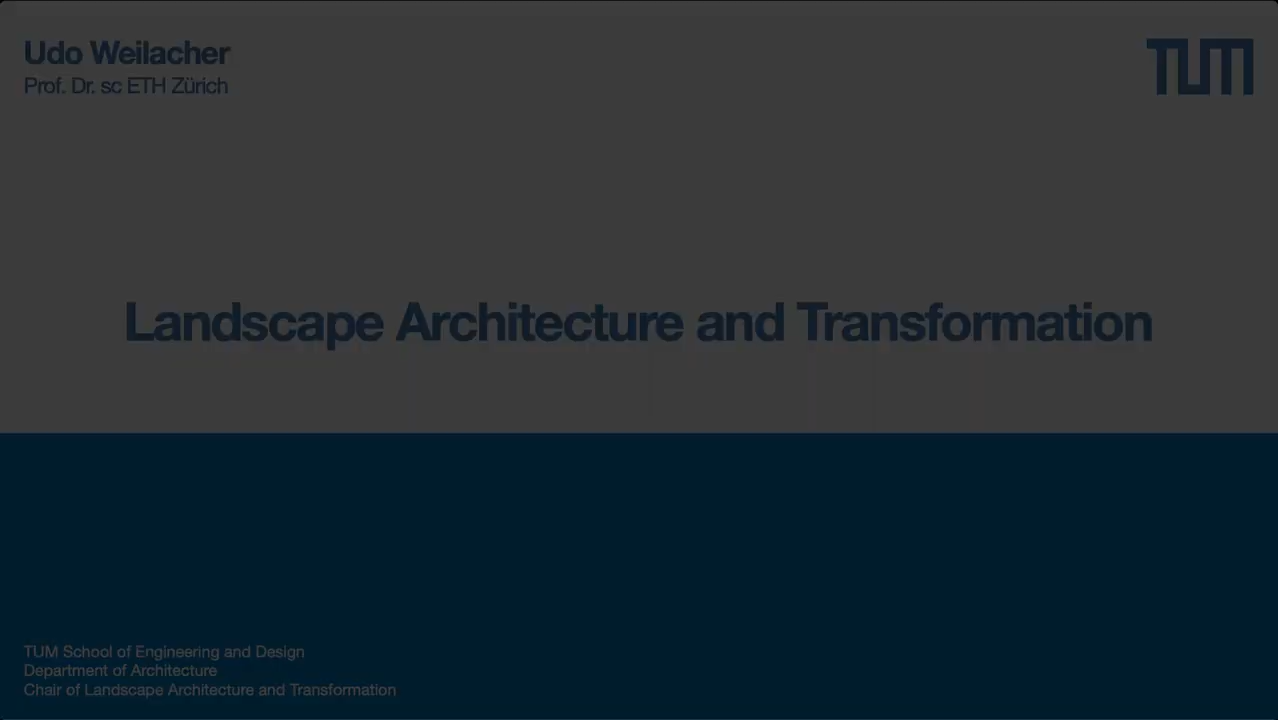 Udo Weilacher
Prof. Dr. sc ETH Zürich
TUM
Landscape Architecture and Transformation
TUM School of Engineering and Design
Department of Architecture
Chair of Landscape Architecture and Transformation